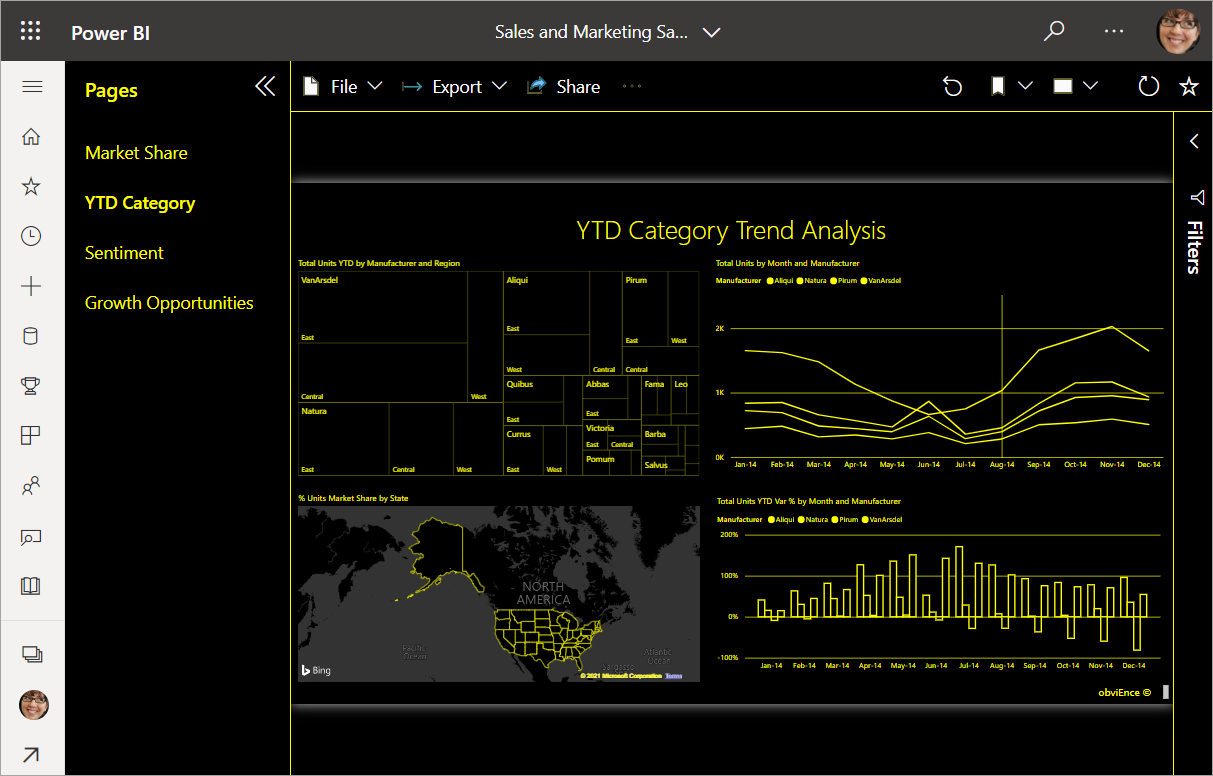 Power BI
Sales and Marketing Sa...
Pages
Market Share
YTD Category
Sentiment
Growth Opportunities
File
Export
Share
Filters
YTD Category Trend Analysis
Total Units YTD by Manufacturer and Region
VanArsdel
East
Central
West
Natura
East
Central
West
Aliqui
East
West
Central
Pirum
East
West
Central
Quibus
East
Currus
East
West
Abbas
East
Victoria
East
Central
Pomum
Fama
Leo
Barba
Salvus
Total Units by Month and Manufacturer
Manufacturer Aliqui Natura Pirum VanArsdel
2K
1K
0K
Jan-14 Feb-14 Mar-14 Apr-14 May-14 Jun-14 Jul-14 Aug-14 Sep-14 Oct-14 Nov-14 Dec-14
% Units Market Share by State
NORTH
AMERICA
Pacific
Ocean
Atlantic
Ocean
Sargasso
Bing
© 2021 Microsoft Corporation Terms
Total Units YTD Var % by Month and Manufacturer
Manufacturer Aliqui Natura Pirum VanArsdel
200%
100%
0%
-100%
Jan-14 Feb-14 Mar-14 Apr-14 May-14 Jun-14 Jul-14 Aug-14 Sep-14 Oct-14 Nov-14 Dec-14
obviEnce ©